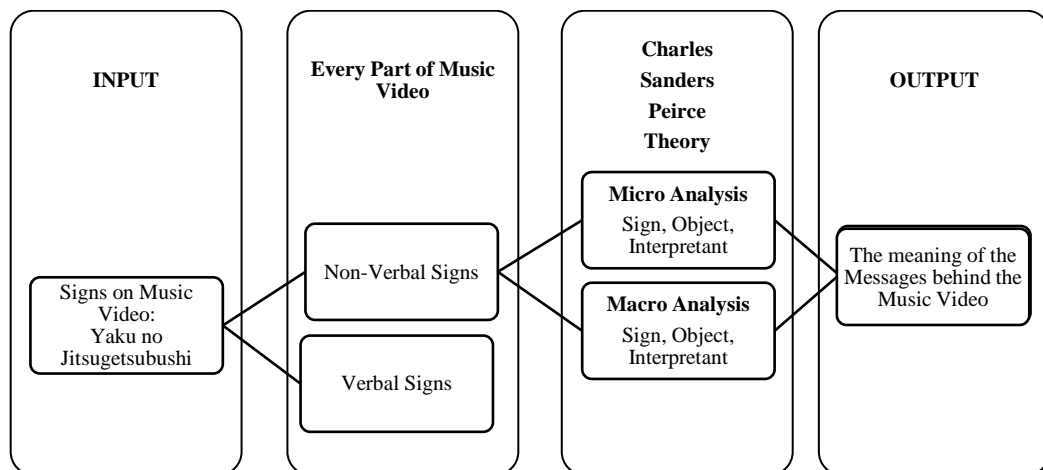 INPUT
Signs on Music
Video:
Yaku no
Jitsugetsubushi
Every Part of Music
Video
Non-Verbal Signs
Verbal Signs
Charles
Sanders
Peirce
Theory
Micro Analysis
Sign, Object,
Interpretant
Macro Analysis
Sign, Object,
Interpretant
OUTPUT
The meaning of the
Messages behind the
Music Video